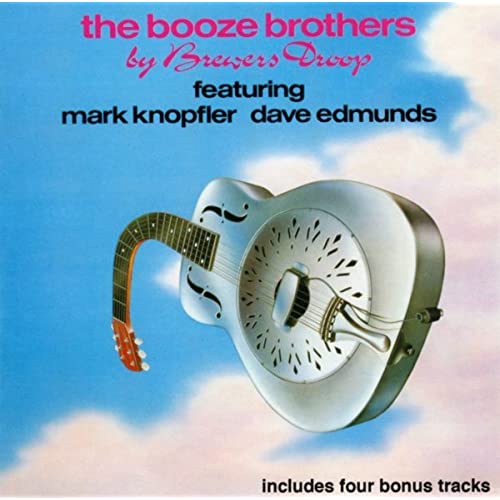 the booze brothers
by Brewers Droop
featuring
mark knopfler dave edmunds
includes four bonus tracks